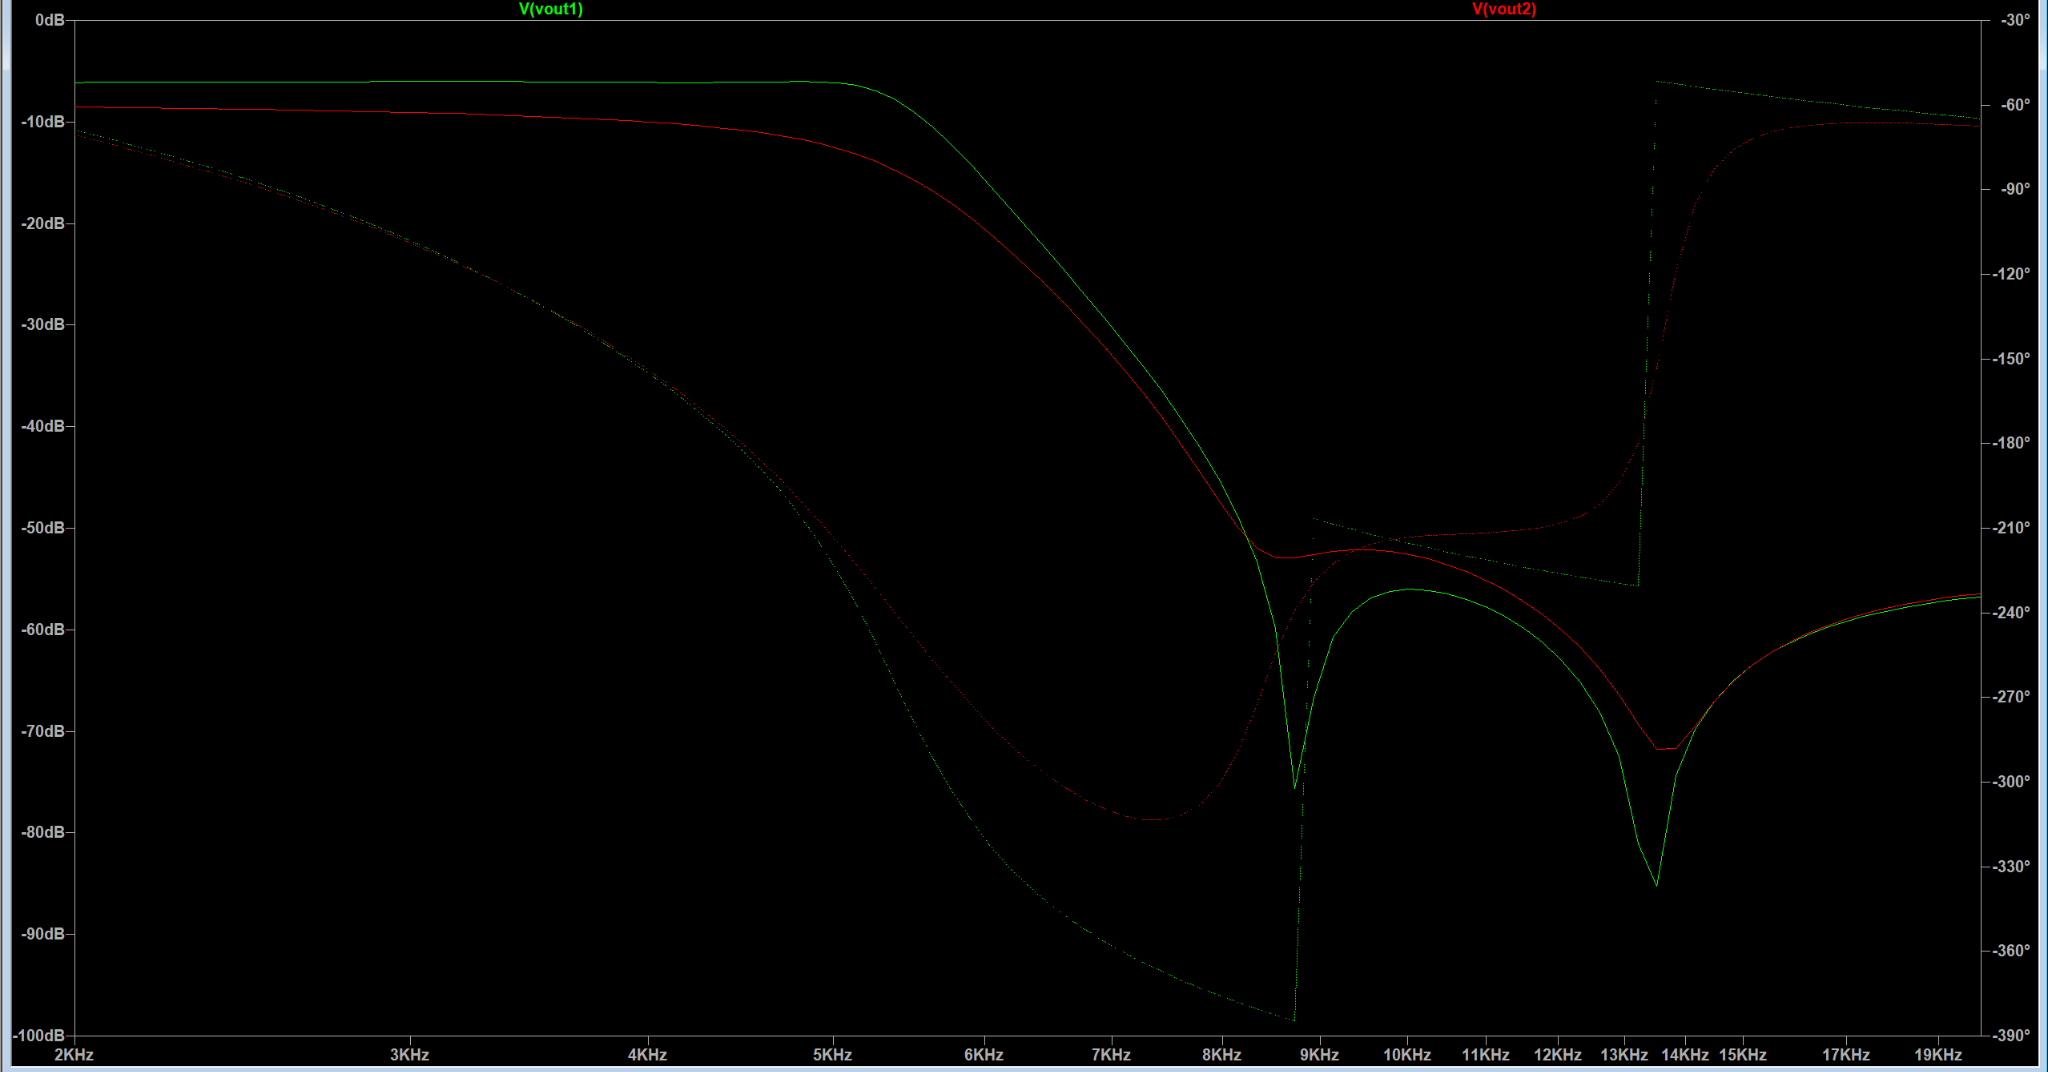 V(vout1) V(vout2)
0dB -30°
-10dB -60°
-20dB -90°
-30dB -120°
-40dB -150°
-50dB -180°
-60dB -210°
-70dB -240°
-80dB -270°
-90dB -300°
-100dB -330°
-360°
-390°
2KHz 3KHz 4KHz 5KHz 6KHz 7KHz 8KHz 9KHz 10KHz 11KHz 12KHz 13KHz 14KHz 15KHz 17KHz 19KHz